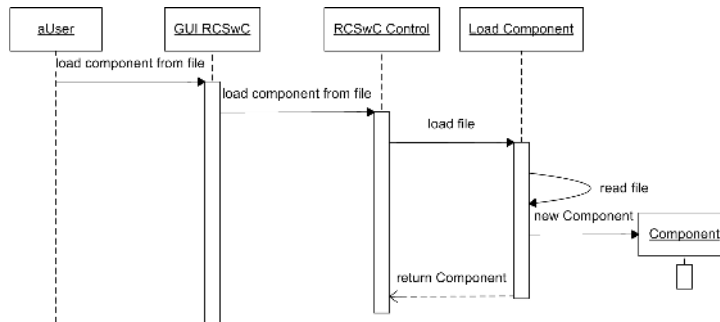 aUser
GUI RCSwC
RCSwC Control
Load Component
load component from file
load component from file
load file
read file
new Component
Component
return Component